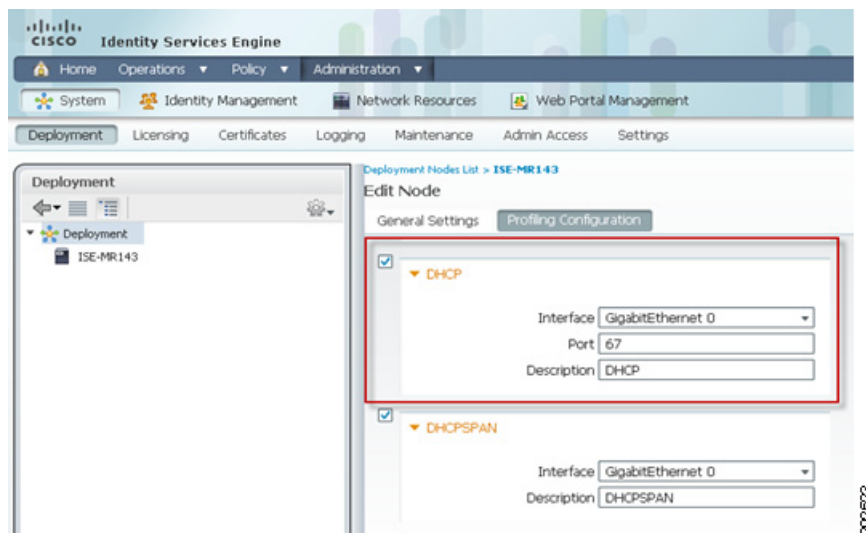 CISCO Identity Services Engine
Home Operations Policy Administration
System Identity Management Network Resources Web Portal Management
Deployment Licensing Certificates Logging Maintenance Admin Access Settings
Deployment
Deployment
ISE-MR143
Deployment Nodes List > ISE-MR143
Edit Node
General Settings Profiling Configuration
DHCP
Interface GigabitEthernet 0
Port 67
Description DHCP
DHCPSPAN
Interface GigabitEthernet 0
Description DHCPSPAN